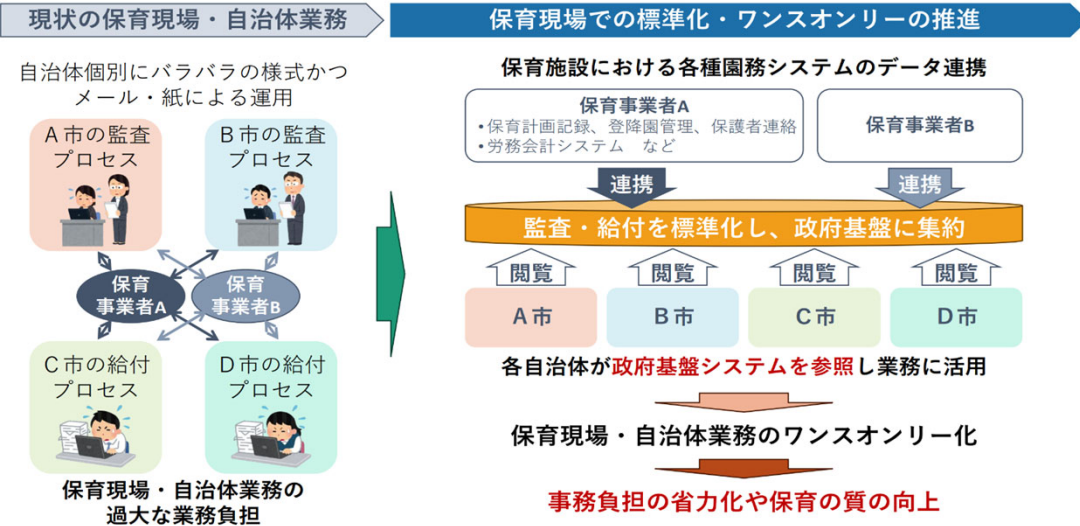 現状の保育現場・自治体業務
自治体個別にバラバラの様式かつ
メール・紙による運用
A市の監査
プロセス
B市の監査
プロセス
保育
事業者A
保育
事業者B
C市の給付
プロセス
D市の給付
プロセス
保育現場・自治体業務の
過大な業務負担
保育現場での標準化・ワンスオンリーの推進
保育施設における各種園務システムのデータ連携
保育事業者A
•保育計画記録、登降園管理、保護者連絡
•労務会計システム　など
保育事業者B
連携
連携
監査・給付を標準化し、政府基盤に集約
閲覧
閲覧
閲覧
閲覧
A市
B市
C市
D市
各自治体が政府基盤システムを参照し業務に活用
保育現場・自治体業務のワンスオンリー化
事務負担の省力化や保育の質の向上